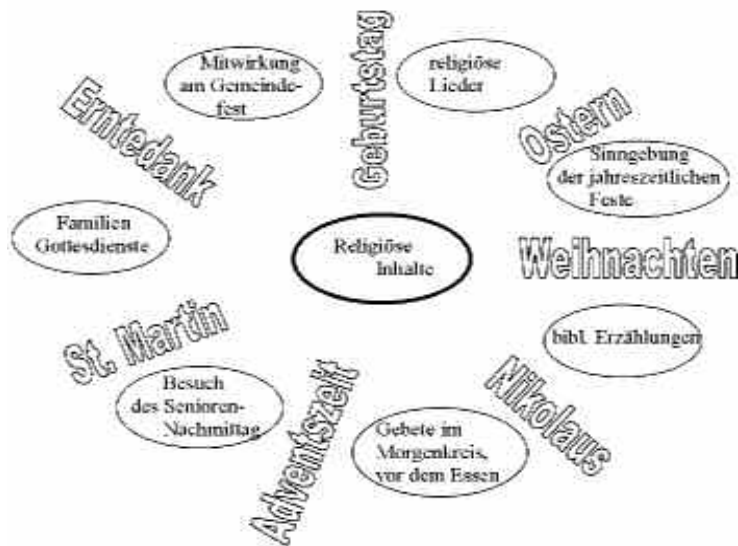 Mitwirkung
am Gemeinde-
fest
Geburtstag
religiöse
Lieder
Erntedank
Ostern
Sinngebung
der jahreszeitlichen
Feste
Familien
Gottesdienste
Religiöse
Inhalte
Weihnachten
St. Martin
bibl. Erzählungen
Besuch
des Senioren-
Nachmittag
Adventszeit
Gebete im
Morgenkreis,
vor dem Essen
Nikolaus